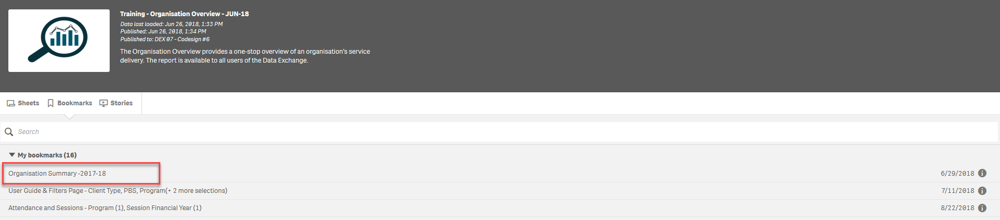 Training - Organisation Overview - JUN-18
Data last loaded: Jun 26, 2018, 1:33 PM
Published: Jun 26, 2018, 1:34 PM
Published to: DEX 07 - Codesign #6
The Organisation Overview provides a one-stop overview of an organisation's service
delivery. The report is available to all users of the Data Exchange.
Sheets Bookmarks Stories
Search
My bookmarks (16)
Organisation Summary -2017-18 6/29/2018
User Guide & Filters Page - Client Type, PBS, Program(+ 2 more selections) 7/11/2018
Attendance and Sessions - Program (1), Session Financial Year (1) 8/22/2018